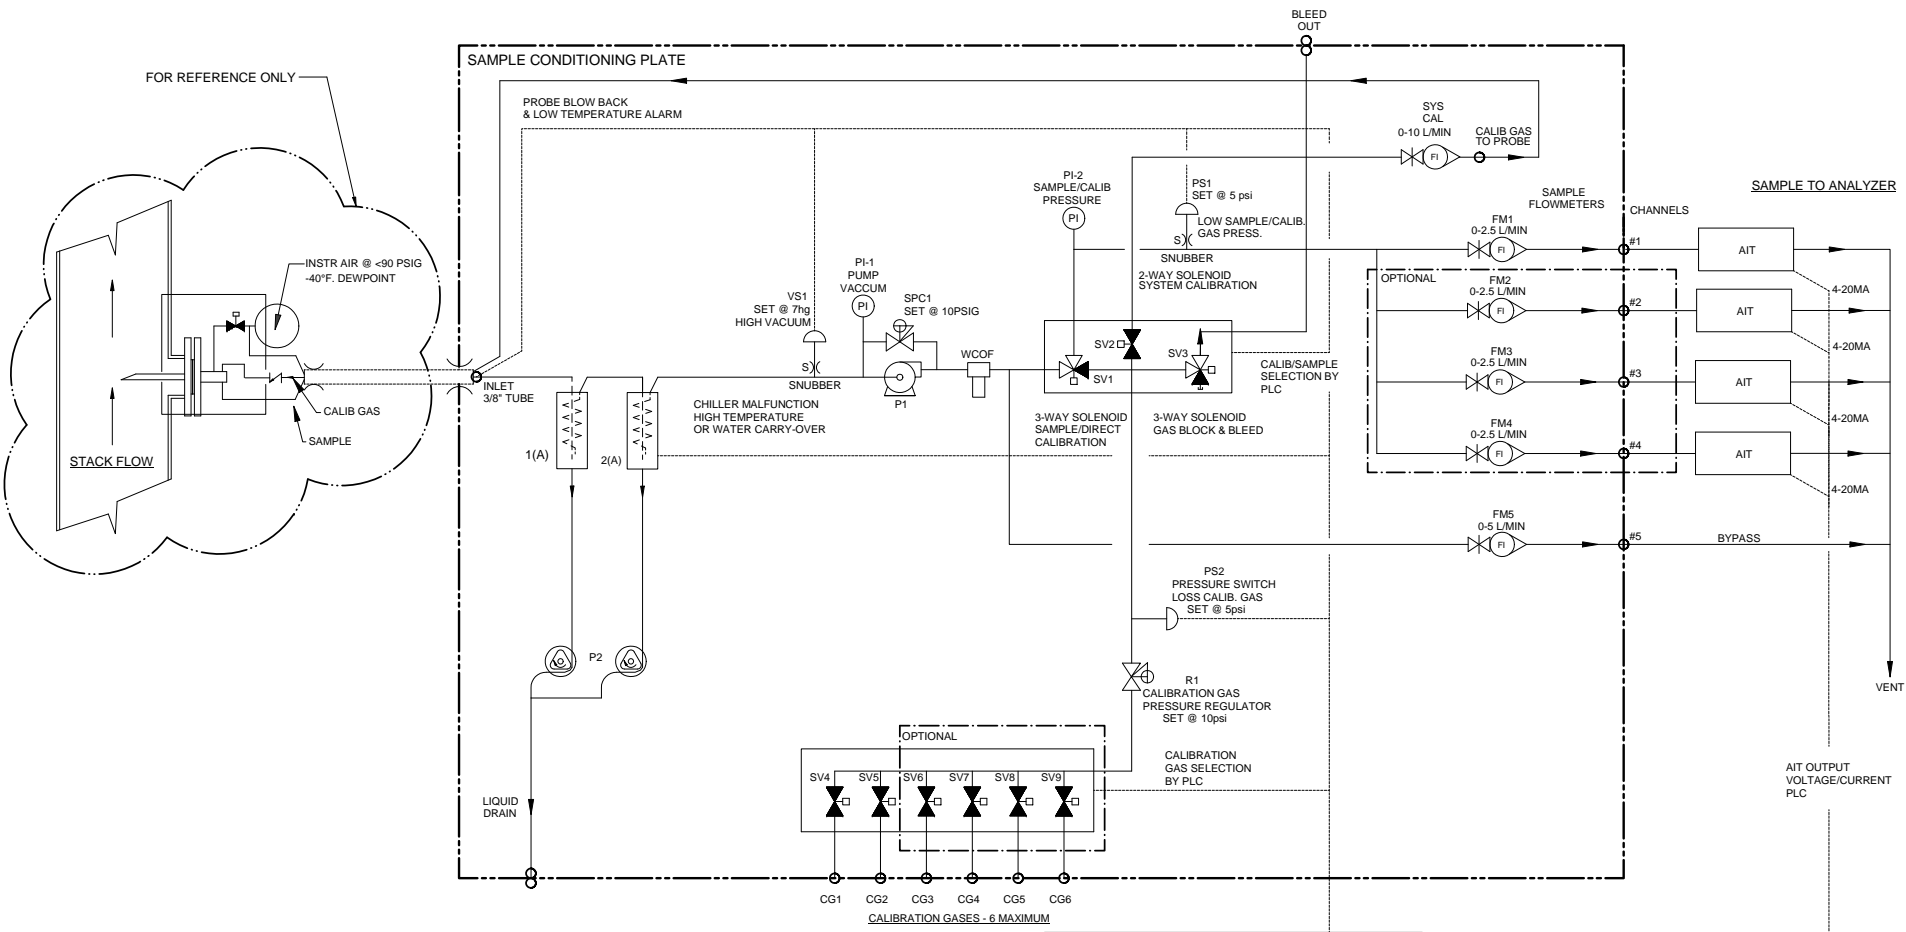 BLEED
OUT
SAMPLE CONDITIONING PLATE
FOR REFERENCE ONLY
PROBE BLOW BACK
& LOW TEMPERATURE ALARM
SYS
CAL
0-10 L/MIN
CALIB GAS
TO PROBE
FI
PI-2
SAMPLE/CALIB
PRESSURE
PI
PS1
SET @ 5 psi
LOW SAMPLE/CALIB.
GAS PRESS.
S
SNUBBER
SAMPLE
FLOWMETERS
CHANNELS
SAMPLE TO ANALYZER
FM1
0-2.5 L/MIN
FI
#1
AIT
4-20MA
OPTIONAL
FM2
0-2.5 L/MIN
FI
#2
AIT
4-20MA
FM3
0-2.5 L/MIN
FI
#3
AIT
4-20MA
FM4
0-2.5 L/MIN
FI
#4
AIT
4-20MA
FM5
0-5 L/MIN
FI
#5
BYPASS
VENT
AIT OUTPUT
VOLTAGE/CURRENT
PLC
INSTR AIR @ <90 PSIG
-40°F. DEWPOINT
CALIB GAS
SAMPLE
STACK FLOW
INLET
3/8" TUBE
VS1
SET @ 7hg
HIGH VACUUM
S
SNUBBER
PI-1
PUMP
VACCUM
PI
SPC1
SET @ 10PSIG
P1
WCOF
2-WAY SOLENOID
SYSTEM CALIBRATION
SV2
SV3
SV1
CALIB/SAMPLE
SELECTION BY
PLC
3-WAY SOLENOID
SAMPLE/DIRECT
CALIBRATION
3-WAY SOLENOID
GAS BLOCK & BLEED
CHILLER MALFUNCTION
HIGH TEMPERATURE
OR WATER CARRY-OVER
1(A)
2(A)
P2
LIQUID
DRAIN
PS2
PRESSURE SWITCH
LOSS CALIB. GAS
SET @ 5psi
R1
CALIBRATION GAS
PRESSURE REGULATOR
SET @ 10psi
OPTIONAL
CALIBRATION
GAS SELECTION
BY PLC
SV4
SV5
SV6
SV7
SV8
SV9
CG1
CG2
CG3
CG4
CG5
CG6
CALIBRATION GASES - 6 MAXIMUM